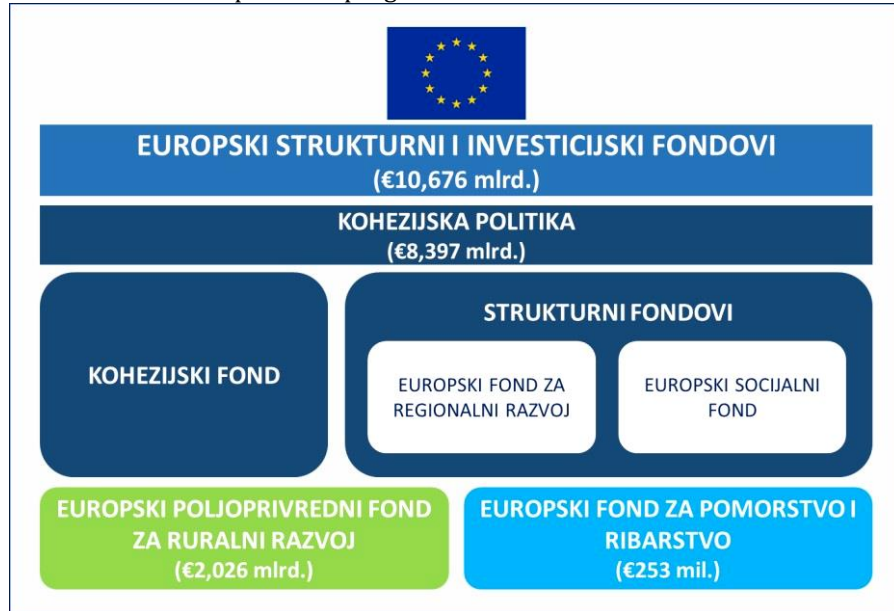 EUROPSKI STRUKTURNI I INVESTICIJSKI FONDOVI
(€10,676 mlrd.)
KOHEZIJSKA POLITIKA
(€8,397 mlrd.)
KOHEZIJSKI FOND
STRUKTURNI FONDOVI
EUROPSKI FOND ZA
REGIONALNI RAZVOJ
EUROPSKI SOCIJALNI
FOND
EUROPSKI POLJOPRIVREDNI FOND
ZA RURALNI RAZVOJ
(€2,026 mlrd.)
EUROPSKI FOND ZA POMORSTVO I
RIBARSTVO
(€253 mil.)